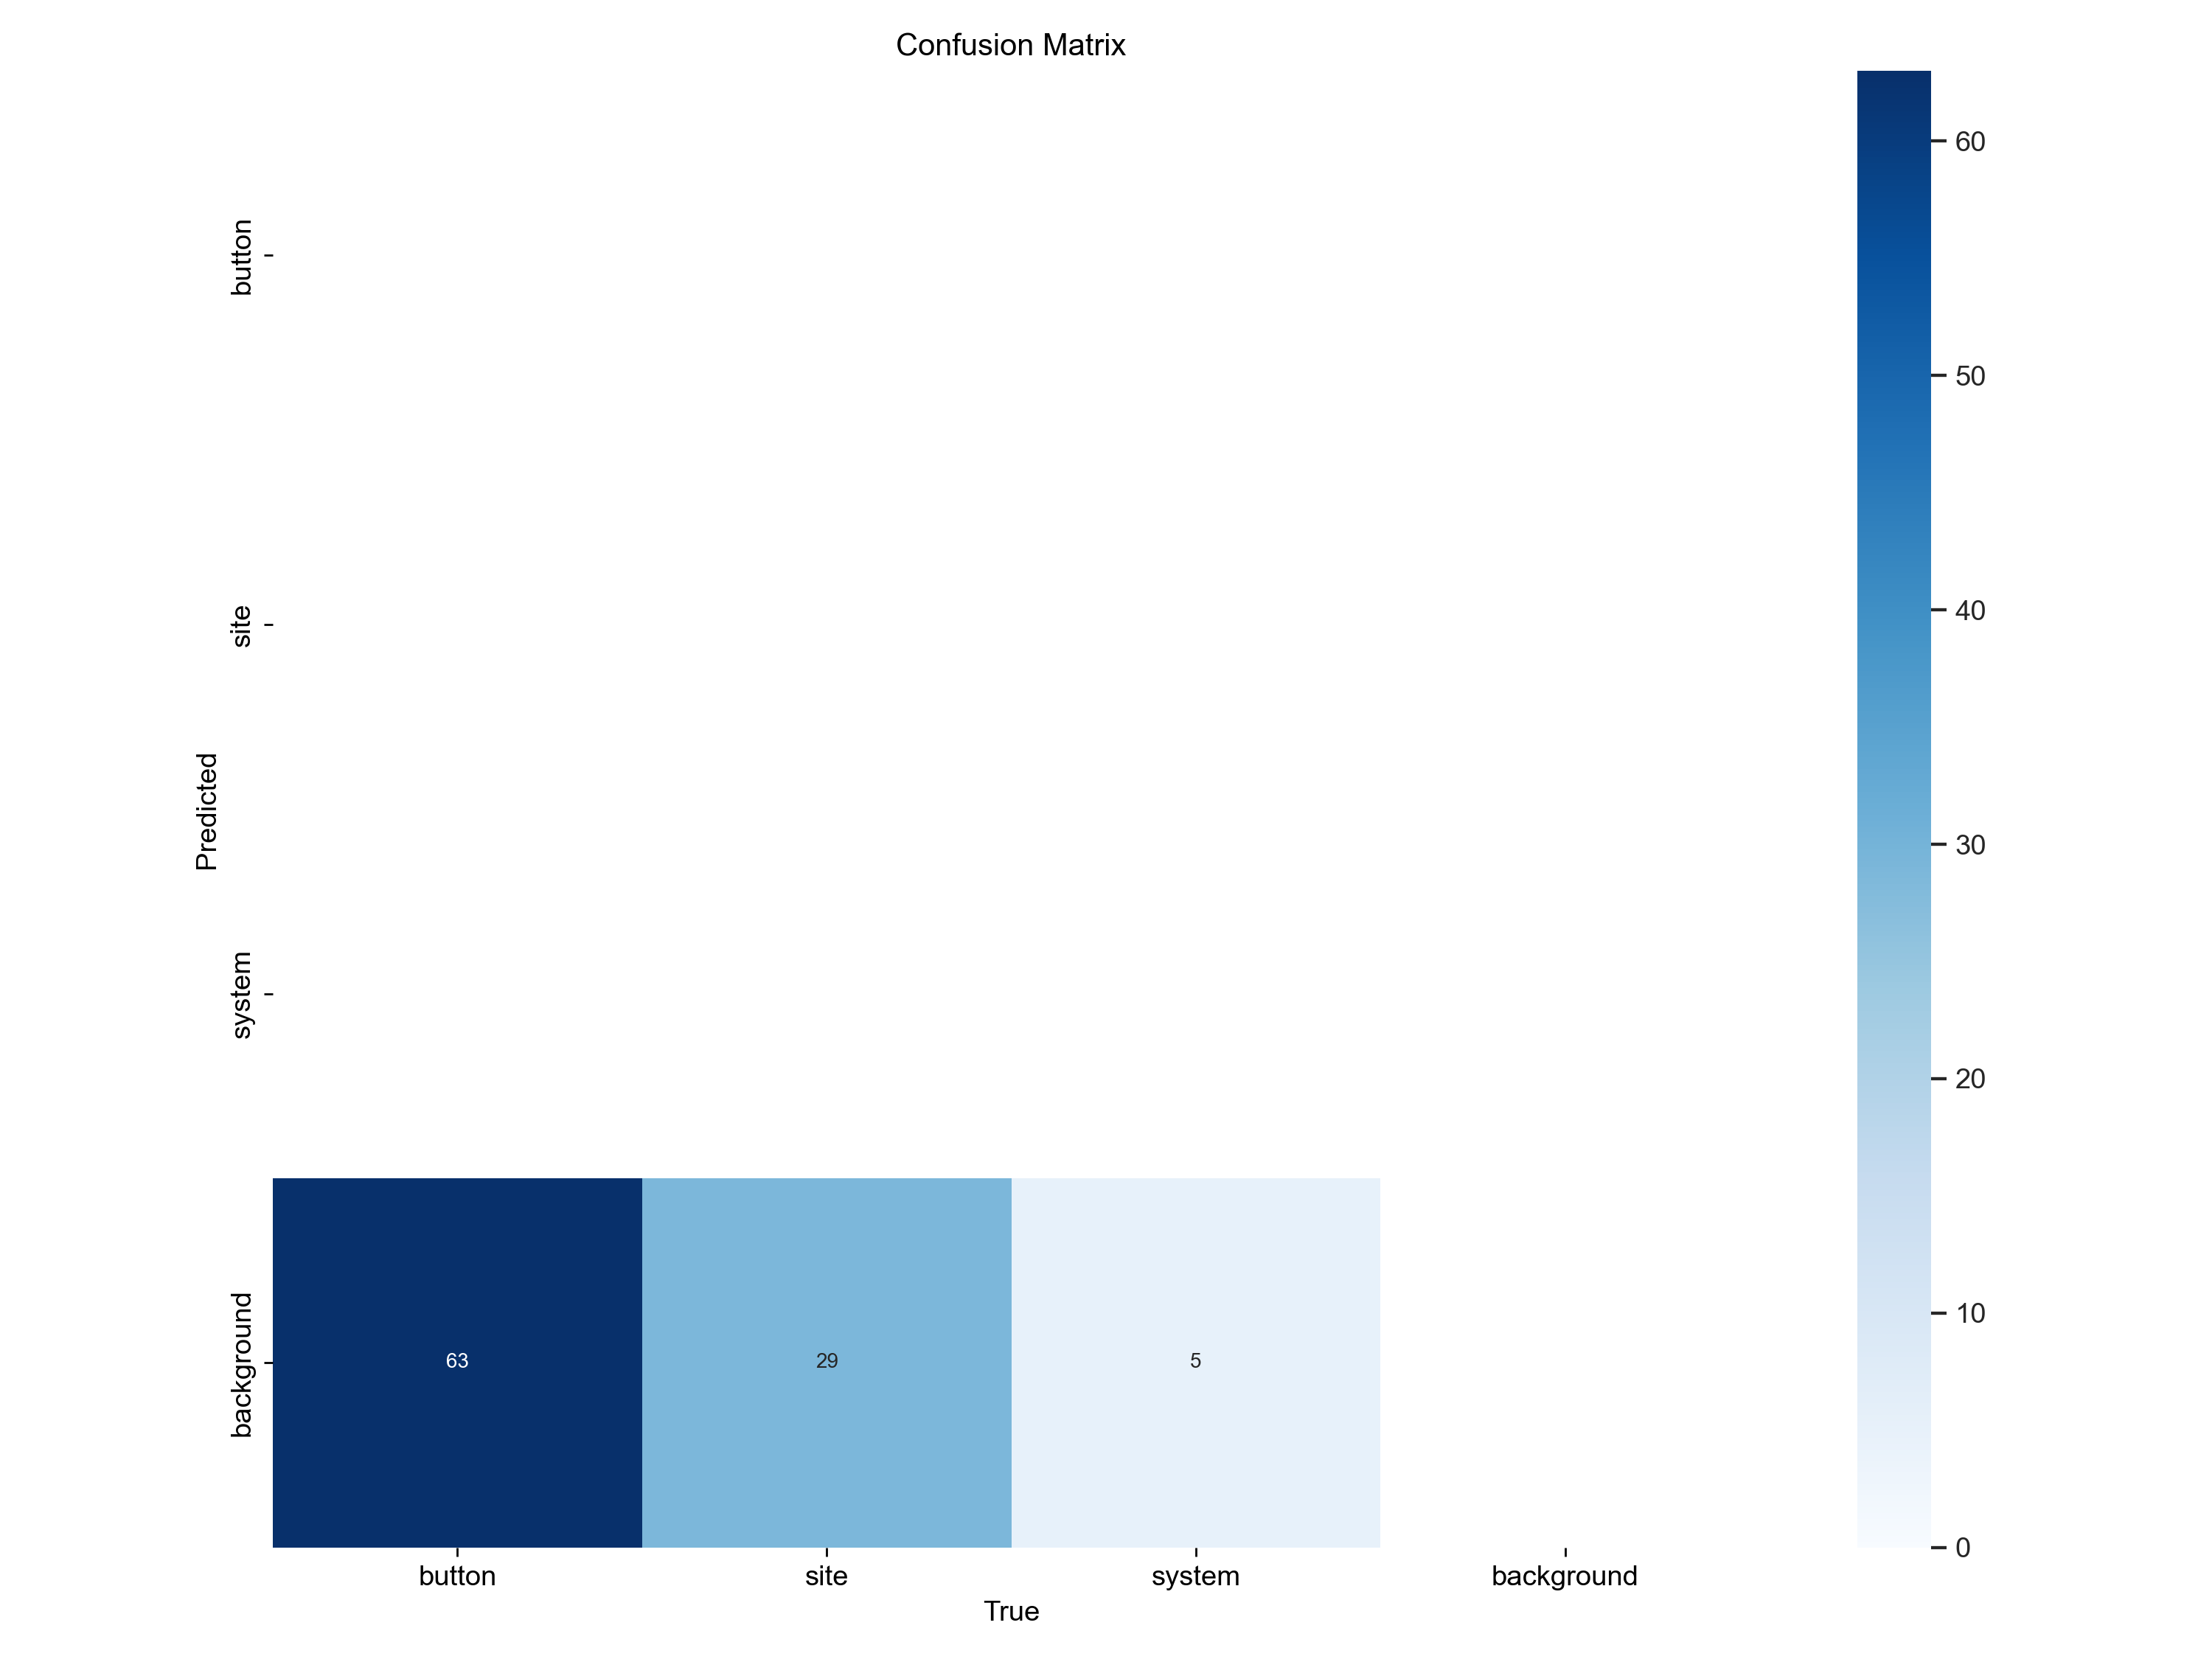 Confusion Matrix
button
site
system
background
Predicted
63
29
5
button
site
system
background
True
60
50
40
30
20
10
0